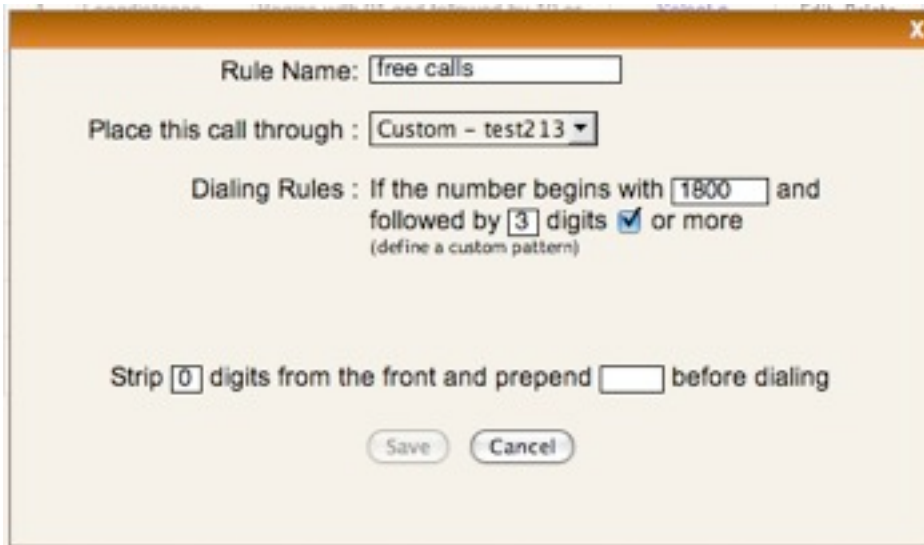 X
Rule Name: free calls
Place this call through : Custom – test213
Dialing Rules : If the number begins with 1800 and
followed by 3 digits or more
(define a custom pattern)
Strip 0 digits from the front and prepend before dialing
Save Cancel